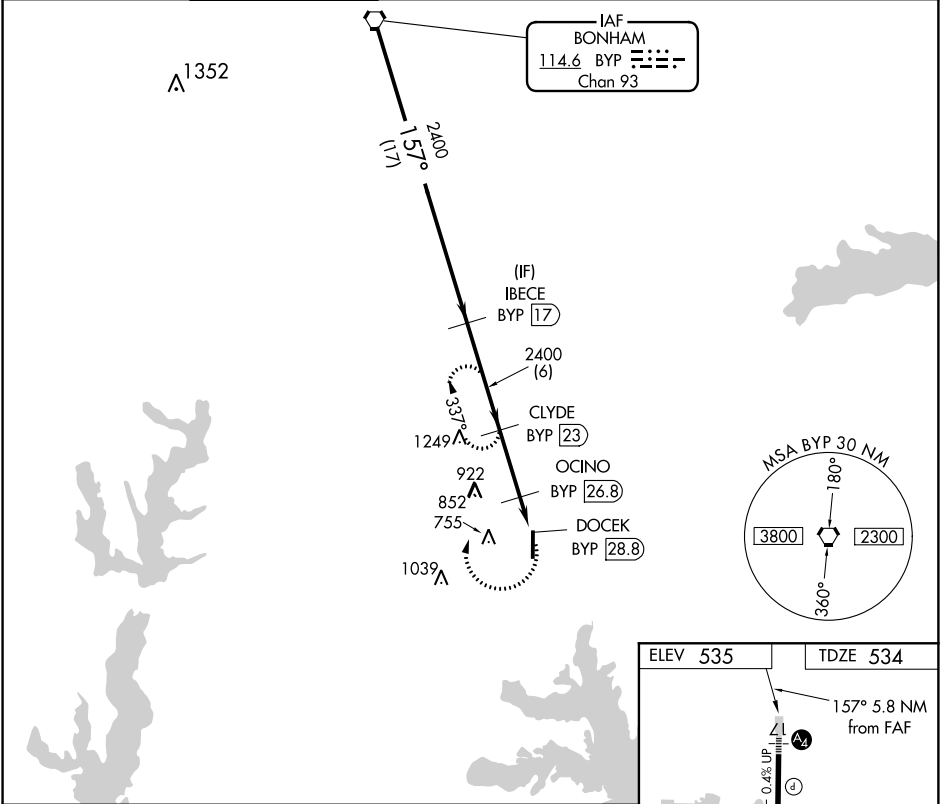 IAF
BONHAM
114.6 BYP
Chan 93
1352
2400
157°
(17)
(IF)
IBECE
BYP 17
2400
(6)
337°
CLYDE
BYP 23
1249
OCINO
BYP 26.8
922
852
755
DOCEK
BYP 28.8
1039
MSA BYP 30 NM
180°
3800
2300
360°
ELEV 535
TDZE 534
157° 5.8 NM
from FAF
17
A4
0.4% UP
P